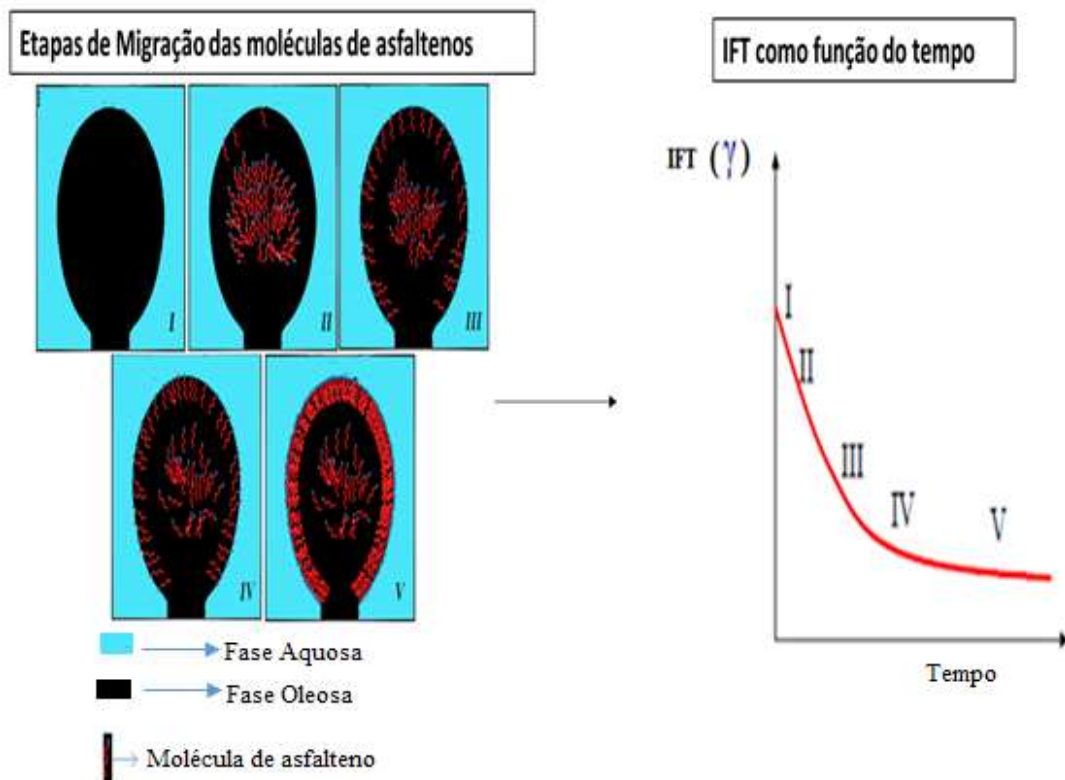 Etapas de Migração das moléculas de asfaltenos
I
II
III
IV
V
Fase Aquosa
Fase Oleosa
Molécula de asfalteno
IFT como função do tempo
IFT (γ)
I
II
III
IV
V
Tempo